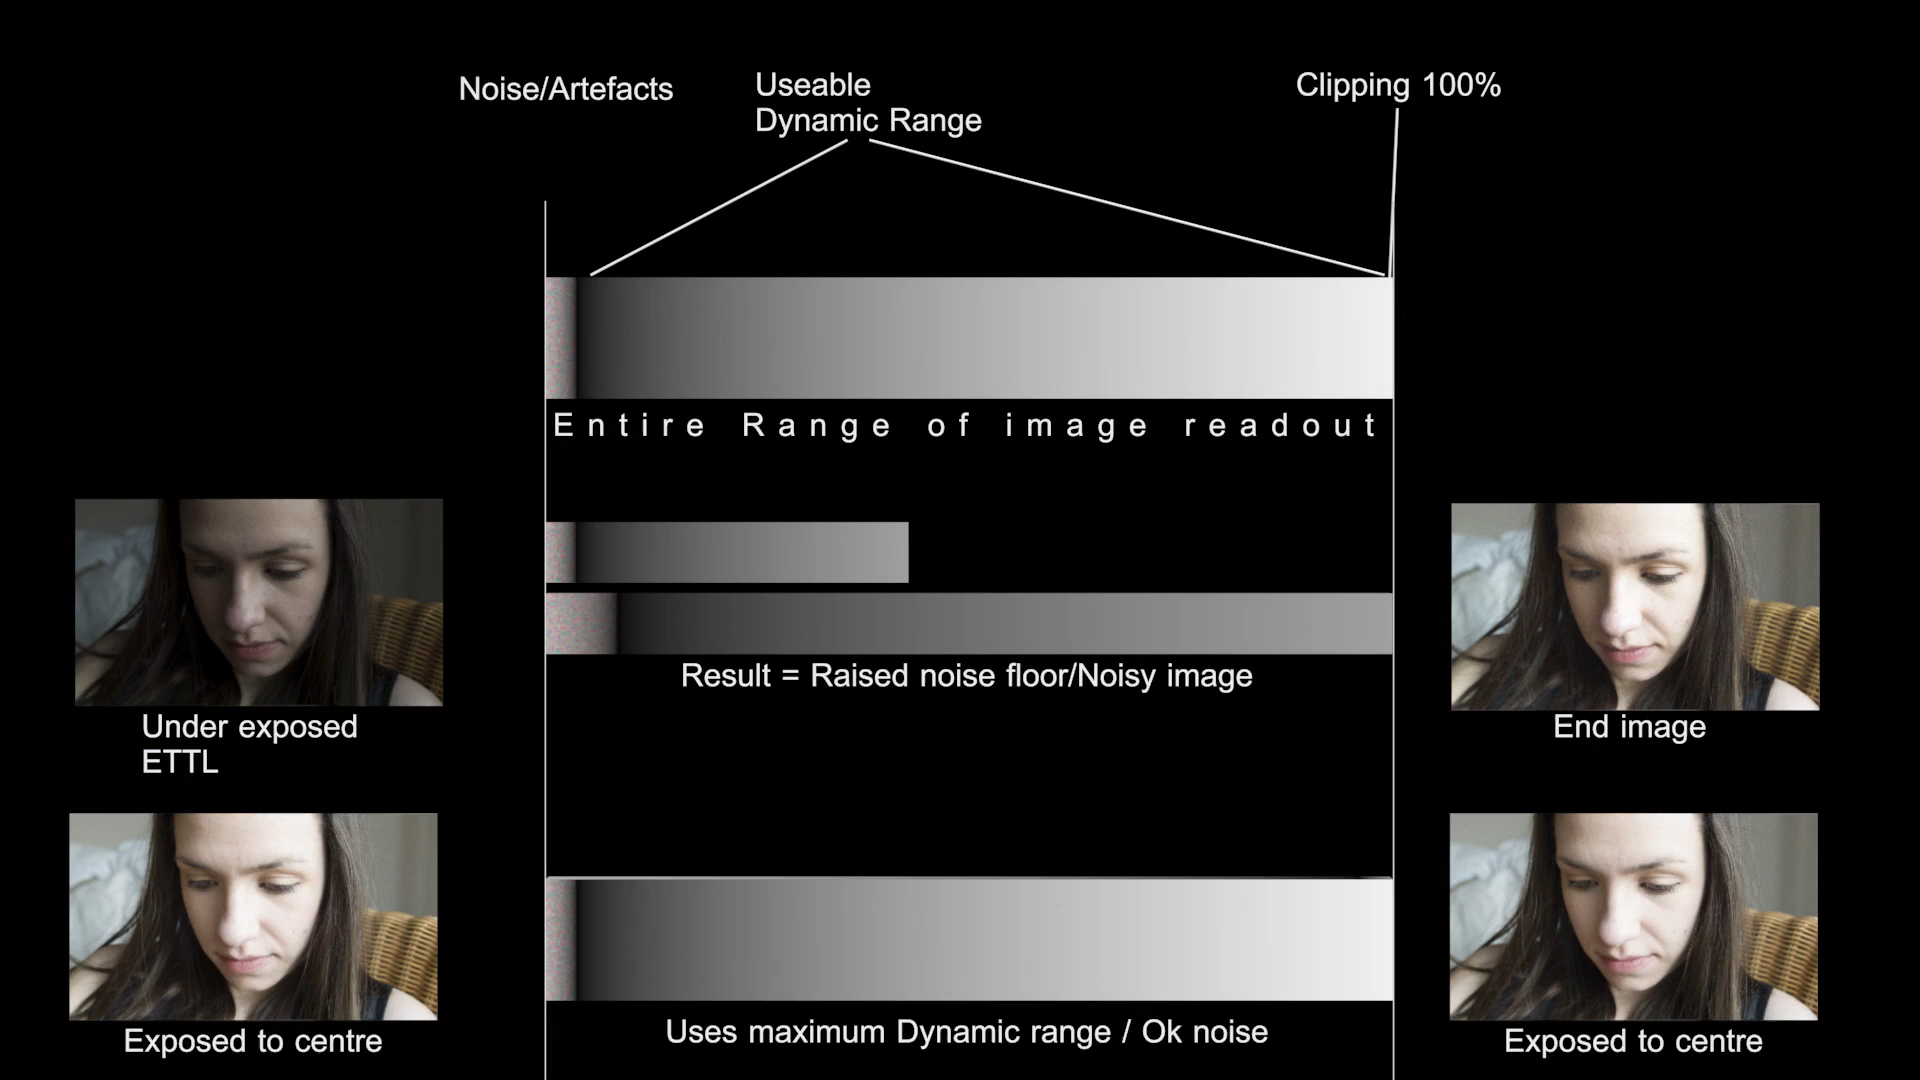 Noise/Artefacts
Useable
Dynamic Range
Clipping 100%
Entire Range of image readout
Result = Raised noise floor/Noisy image
Under exposed
ETTL
End image
Uses maximum Dynamic range / Ok noise
Exposed to centre
Exposed to centre